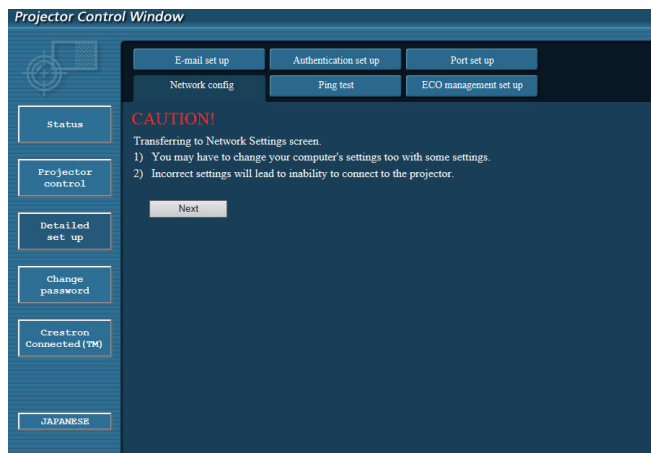 Projector Control Window
E-mail set up
Authentication set up
Port set up
Network config
Ping test
ECO management set up
Status
Projector
control
Detailed
set up
Change
password
Crestron
Connected(TM)
JAPANESE
CAUTION!
Transferring to Network Settings screen.
1) You may have to change your computer's settings too with some settings.
2) Incorrect settings will lead to inability to connect to the projector.
Next